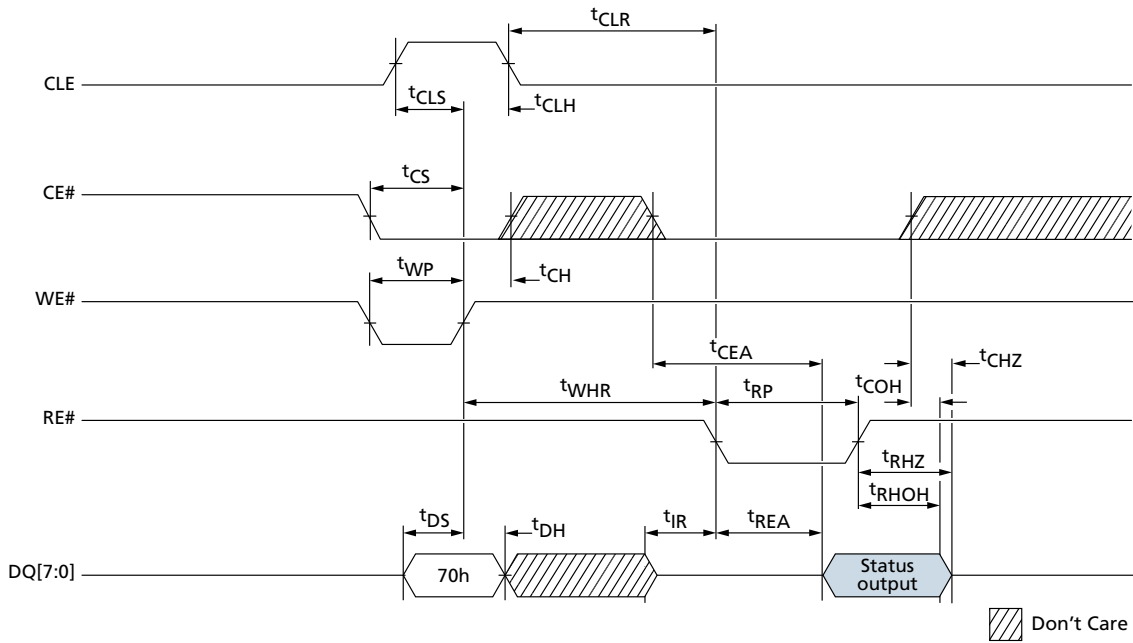 tCLR
CLE
tCLS
tCLH
tCS
CE#
tWP
tCH
WE#
tCEA
tCHZ
tWHR
tRP
tCOH
RE#
tRHZ
tRHOH
tDS
tDH
tIR
tREA
DQ[7:0]
70h
Status
output
Don't Care